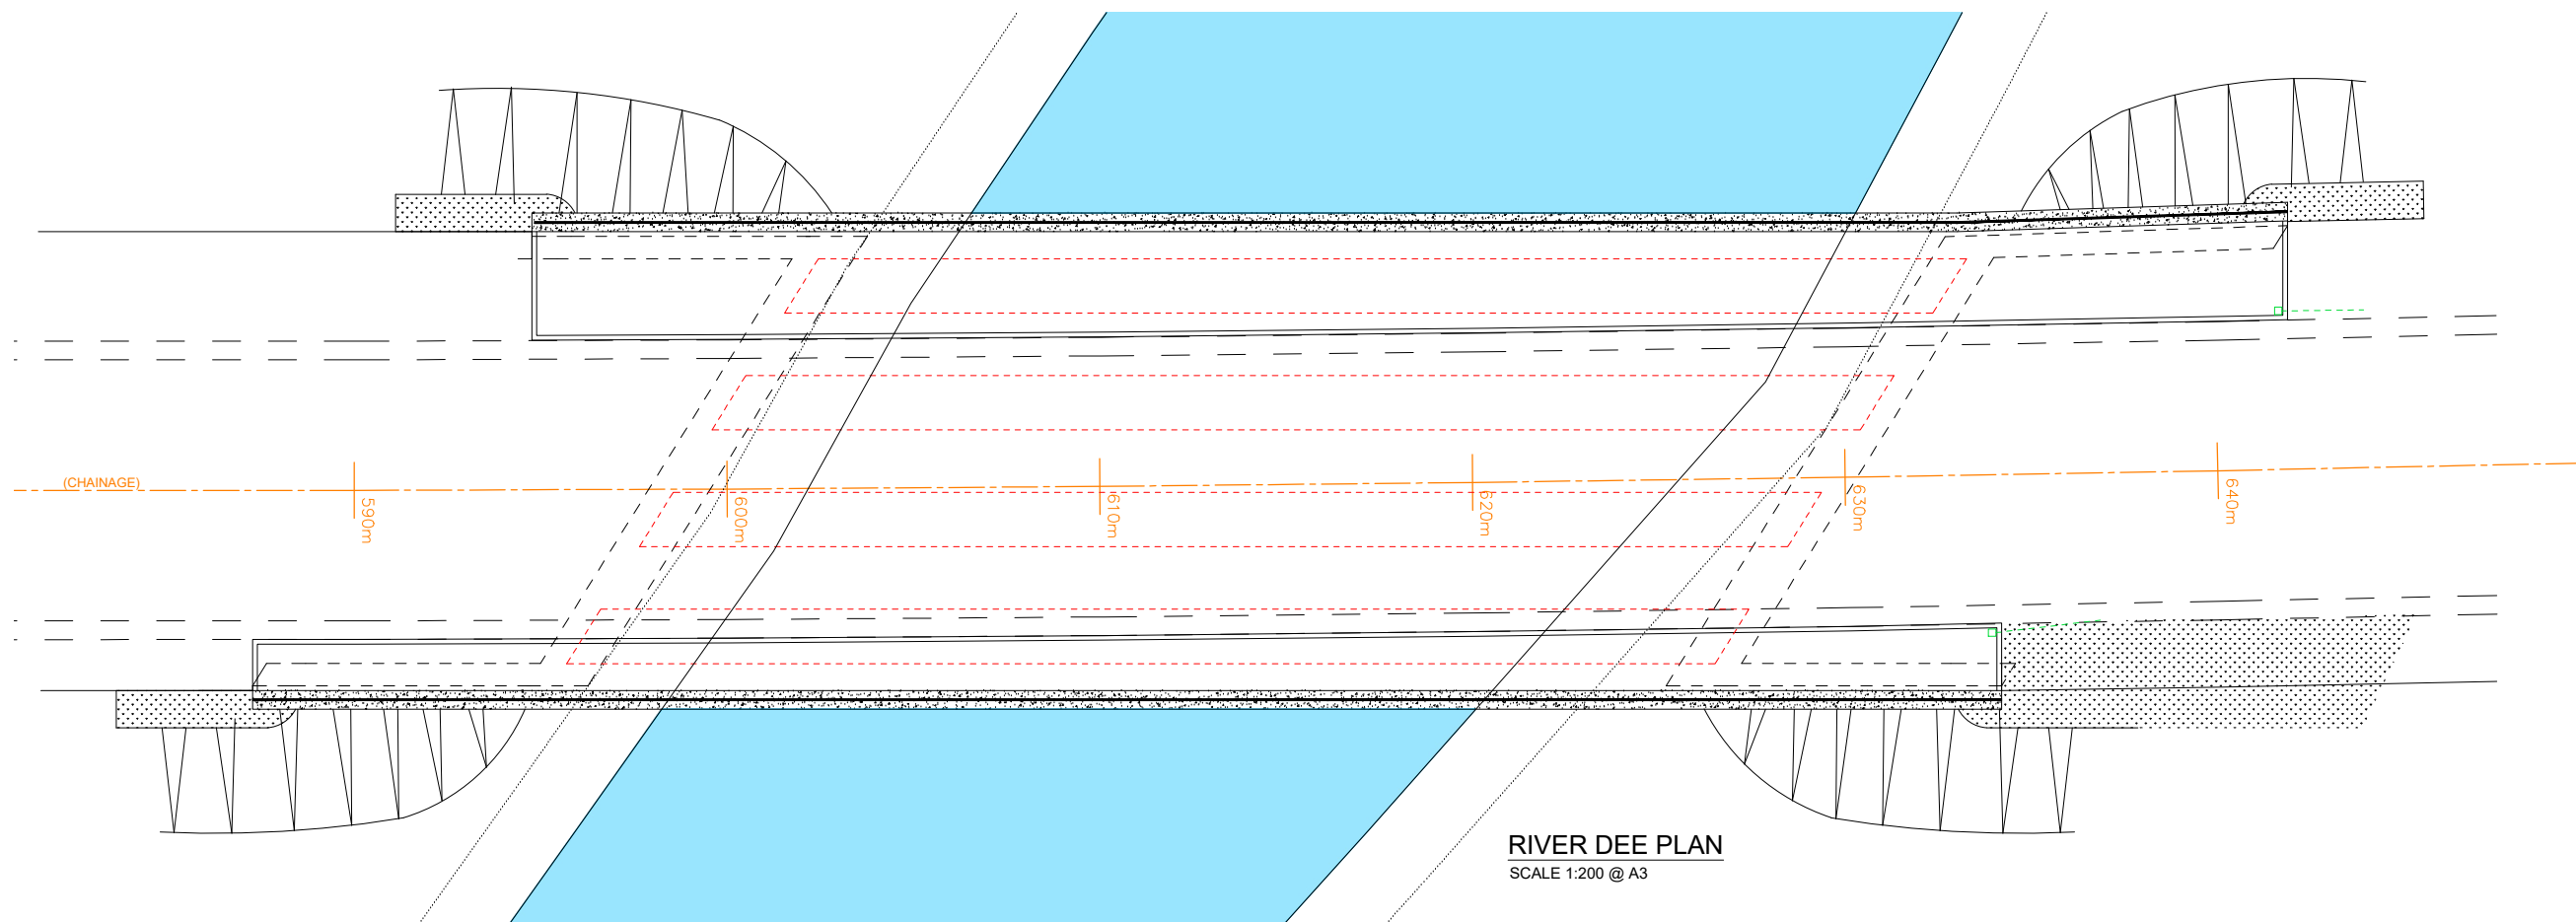 (CHAINAGE)
590m
600m
610m
620m
630m
640m
RIVER DEE PLAN
SCALE 1:200 @ A3